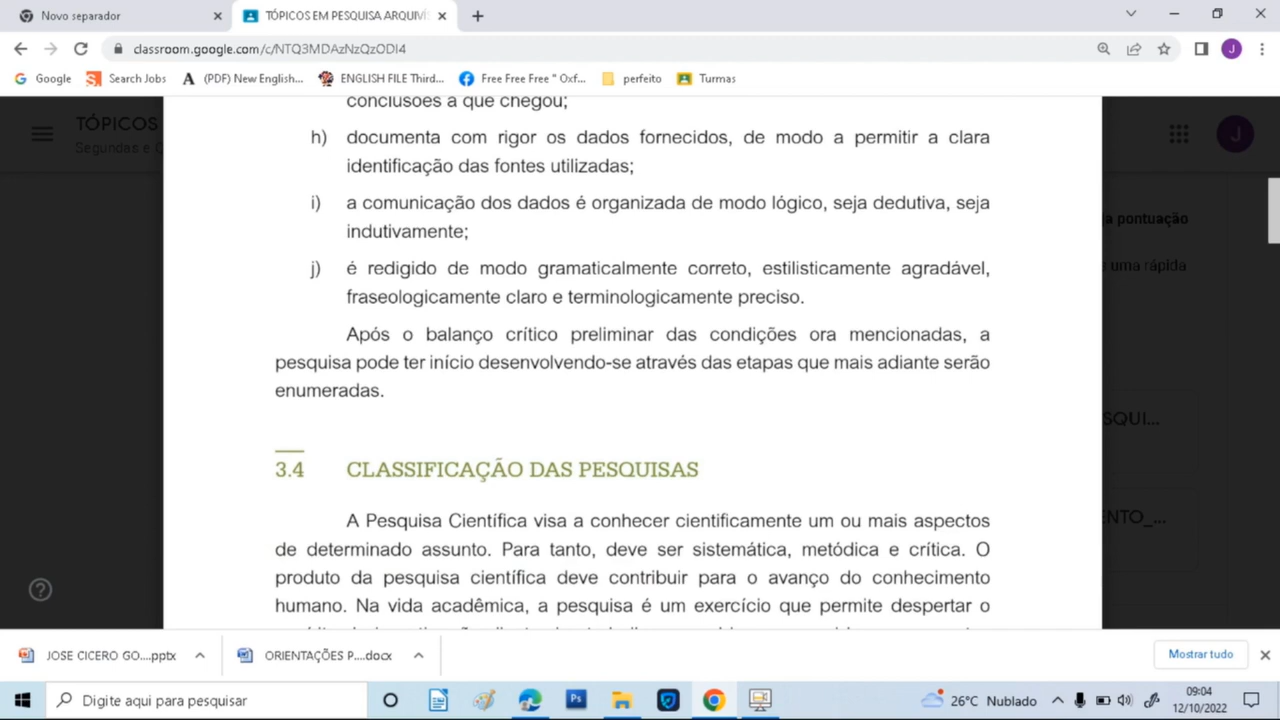 Novo separador
TÓPICOS EM PESQUISA ARQUIVÍS
classroom.google.com/c/NTQ3MDAzNzQzODI4
Google
Search Jobs
(PDF) New English...
ENGLISH FILE Third...
Free Free Free " Oxf...
perfeito
Turmas
J
TÓPICOS
Segundas e
J
a pontuação
uma rápida
ESQUI...
ENTO_...
conclusões a que chegou;
h) documenta com rigor os dados fornecidos, de modo a permitir a clara
identificação das fontes utilizadas;
i) a comunicação dos dados é organizada de modo lógico, seja dedutiva, seja
indutivamente;
j) é redigido de modo gramaticalmente correto, estilisticamente agradável,
fraseologicamente claro e terminologicamente preciso.
Após o balanço crítico preliminar das condições ora mencionadas, a
pesquisa pode ter início desenvolvendo-se através das etapas que mais adiante serão
enumeradas.
3.4 CLASSIFICAÇÃO DAS PESQUISAS
A Pesquisa Científica visa a conhecer cientificamente um ou mais aspectos
de determinado assunto. Para tanto, deve ser sistemática, metódica e crítica. O
produto da pesquisa científica deve contribuir para o avanço do conhecimento
humano. Na vida acadêmica, a pesquisa é um exercício que permite despertar o
JOSE CICERO GO....pptx
ORIENTAÇÕES P....docx
Mostrar tudo
Digite aqui para pesquisar
Ps
26°C Nublado
09:04
12/10/2022